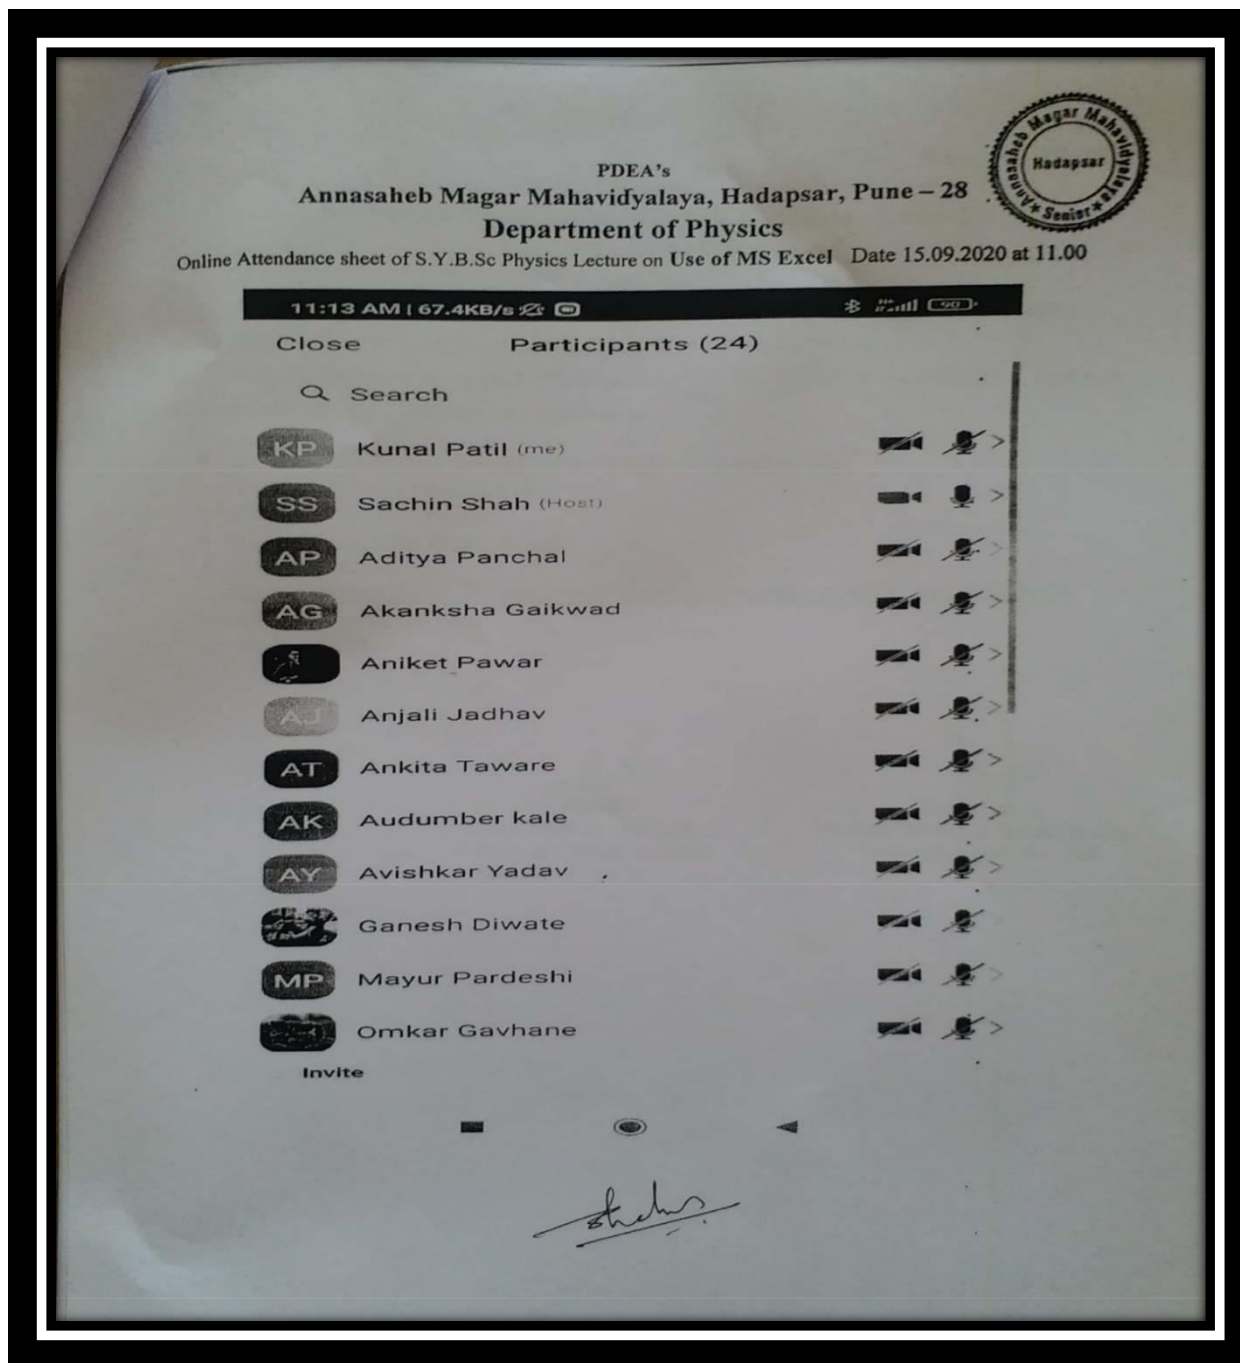 Annasaheb Magar Mahavidyalaya
Hadapsar
★ Senior ★
PDEA's
Annasaheb Magar Mahavidyalaya, Hadapsar, Pune – 28
Department of Physics
Online Attendance sheet of S.Y.B.Sc Physics Lecture on Use of MS Excel Date 15.09.2020 at 11.00
11:13 AM | 67.4KB/s 90
Close Participants (24)
Search
KP Kunal Patil (me)
SS Sachin Shah (Host)
AP Aditya Panchal
AG Akanksha Gaikwad
Aniket Pawar
AJ Anjali Jadhav
AT Ankita Taware
AK Audumber kale
AY Avishkar Yadav
Ganesh Diwate
MP Mayur Pardeshi
Omkar Gavhane
Invite